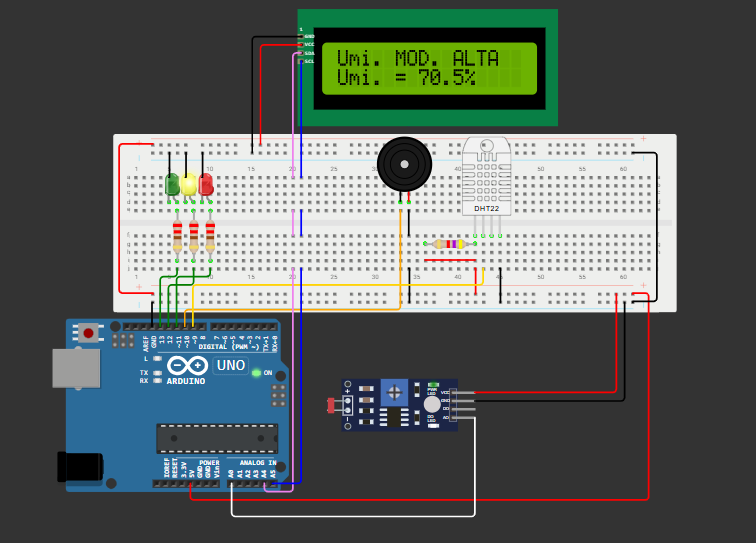 1
GND
VCC
SDA
SCL
Umi. MOD. ALTA
Umi. = 70.5%
1 5 10 15 20 25 30 40 50 55 60
a
DHT22
AREF
GND
13
12
~11
~10
~9
8
7
~6
~5
4
~3
2
TX→1
RX←0
DIGITAL (PWM ~)
L
TX
RX
UNO
ON
ARDUINO
IOREF
RESET
3.3V
5V
GND
GND
Vin
POWER
ANALOG IN
A0
A1
A2
A3
A4
A5
PWR
LED
DO
LED
VCC
GND
DO
AO